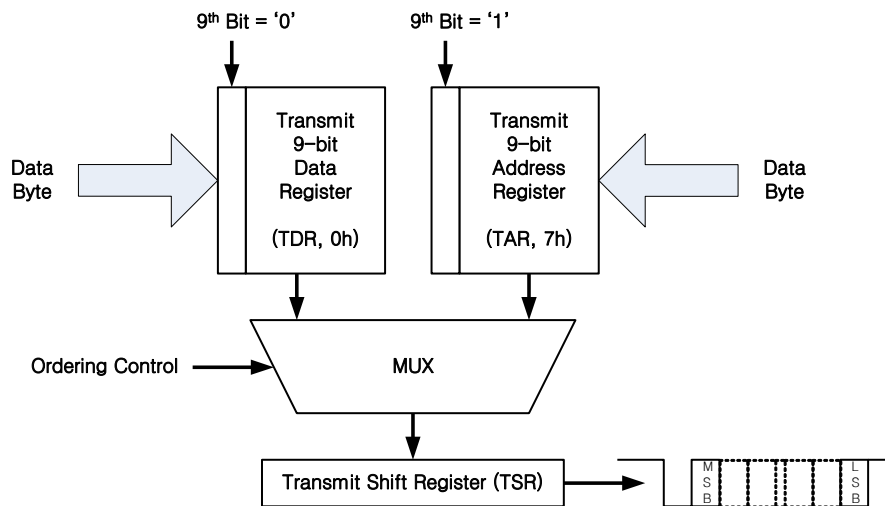 9th Bit = ‘0’
9th Bit = ‘1’
Transmit
9-bit
Data
Register
(TDR, 0h)
Transmit
9-bit
Address
Register
(TAR, 7h)
Data
Byte
Data
Byte
Ordering Control
MUX
Transmit Shift Register (TSR)
M
S
B
L
S
B